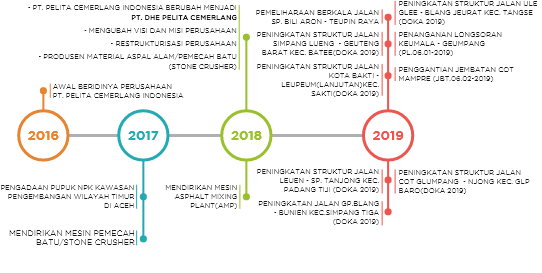 - PT. PELITA CEMERLANG INDONESIA BERUBAH MENJADI
PT. DHE PELITA CEMERLANG
- MENGUBAH VISI DAN MISI PERUSAHAAN
- RESTRUKTURISASI PERUSAHAAN
- PRODUSEN MATERIAL ASPAL ALAM/PEMECAH BATU
(STONE CRUSHER)
AWAL BERIDINYA PERUSAHAAN
PT. PELITA CEMERLANG INDONESIA
PEMELIHARAAN BERKALA JALAN
SP. BILI ARON - TEUPIN RAYA
PENINGKATAN STRUKTUR JALAN
SIMPANG LUENG - GEUTENG
BARAT KEC. BATEE(DOKA 2019)
PENINGKATAN STRUKTUR JALAN
KOTA BAKTI -
LEUPEUM(LANJUTAN)KEC.
SAKTI(DOKA 2019)
PENINGKATAN STRUKTUR JALAN ULE
GLEE - BLANG JEURAT KEC. TANGSE
(DOKA 2019)
PENANGANAN LONGSORAN
KEUMALA - GEUMPANG
(PL.06.01-2019)
PENGGANTIAN JEMBATAN COT
MAMPRE (JBT.06.02-2019)
2016
2017
2018
2019
PENGADAAN PUPUK NPK KAWASAN
PENGEMBANGAN WILAYAH TIMUR
DI ACEH
MENDIRIKAN MESIN PEMECAH
BATU/STONE CRUSHER
MENDIRIKAN MESIN
ASPHALT MIXING
PLANT(AMP)
PENINGKATAN STRUKTUR JALAN
LEUEN - SP. TANJONG KEC.
PADANG TIJI (DOKA 2019)
PENINGKATAN JALAN GP.BLANG
- BUNIEN KEC.SIMPANG TIGA
(DOKA 2019)
PENINGKATAN STRUKTUR JALAN
COT GLUMPANG - NJONG KEC. GLP
BARO(DOKA 2019)